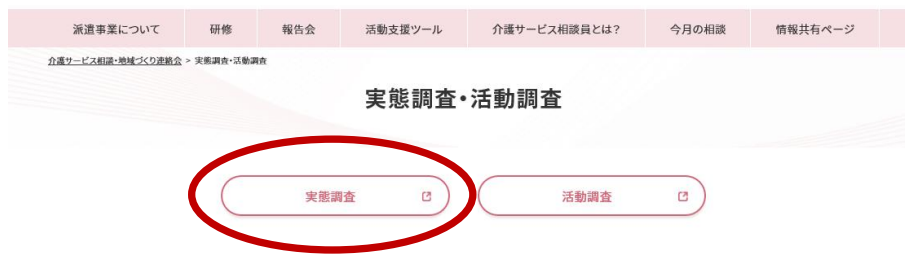 派遣事業について 研修 報告会 活動支援ツール 介護サービス相談員とは? 今月の相談 情報共有ページ
介護サービス相談・地域づくり連絡会 > 実態調査・活動調査
実態調査・活動調査
実態調査 活動調査